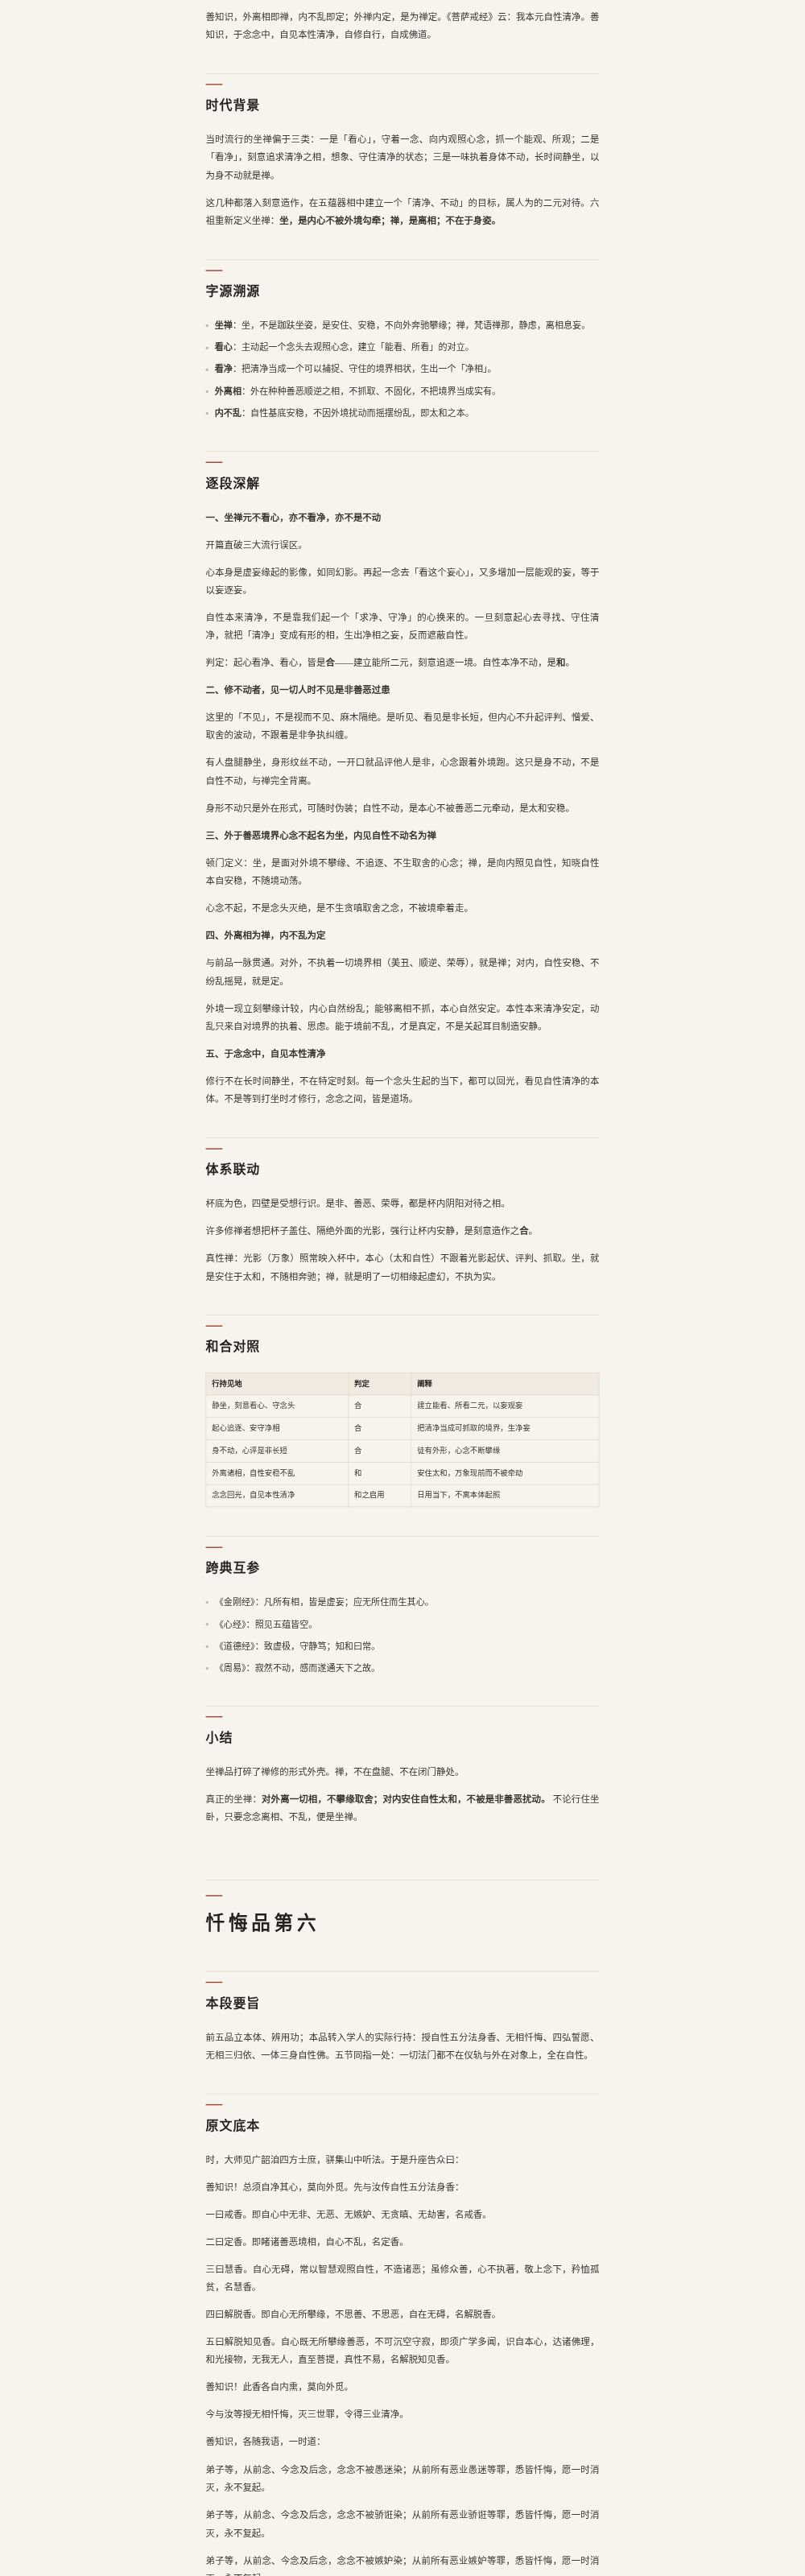 善知识，外离相即禅，内不乱即定；外禅内定，是为禅定。《菩萨戒经》云：我本元自性清净。善
知识，于念念中，自见本性清净，自修自行，自成佛道。
时代背景
当时流行的坐禅偏于三类：一是「看心」，守着一念、向内观照心念，抓一个能观、所观；二是
「看净」，刻意追求清净之相，想象、守住清净的状态；三是一味执着身体不动，长时间静坐，以
为身不动就是禅。
这几种都落入刻意造作，在五蕴器相中建立一个「清净、不动」的目标，属人为的二元对待。六
祖重新定义坐禅：坐，是内心不被外境勾牵；禅，是离相；不在于身姿。
字源溯源
坐禅：坐，不是跏趺坐姿，是安住、安稳，不向外奔驰攀缘；禅，梵语禅那，静虑，离相息妄。
看心：主动起一个念头去观照心念，建立「能看、所看」的对立。
看净：把清净当成一个可以捕捉、守住的境界相状，生出一个「净相」。
外离相：外在种种善恶顺逆之相，不抓取、不固化，不把境界当成实有。
内不乱：自性基底安稳，不因外境扰动而摇摆纷乱，即太和之本。
逐段深解
一、坐禅元不看心，亦不看净，亦不是不动
开篇直破三大流行误区。
心本身是虚妄缘起的影像，如同幻影。再起一念去「看这个妄心」，又多增加一层能观的妄，等于
以妄逐妄。
自性本来清净，不是靠我们起一个「求净、守净」的心换来的。一旦刻意起心去寻找、守住清
净，就把「清净」变成有形的相，生出净相之妄，反而遮蔽自性。
判定：起心看净、看心，皆是合——建立能所二元，刻意追逐一境。自性本净不动，是和。
二、修不动者，见一切人时不见是非善恶过患
这里的「不见」，不是视而不见、麻木隔绝。是听见、看见是非长短，但内心不升起评判、憎爱、
取舍的波动，不跟着是非争执纠缠。
有人盘腿静坐，身形纹丝不动，一开口就品评他人是非，心念跟着外境跑。这只是身不动，不是
自性不动，与禅完全背离。
身形不动只是外在形式，可随时伪装；自性不动，是本心不被善恶二元牵动，是太和安稳。
三、外于善恶境界心念不起名为坐，内见自性不动名为禅
顿门定义：坐，是面对外境不攀缘、不追逐、不生取舍的心念；禅，是向内照见自性，知晓自性
本自安稳，不随境动荡。
心念不起，不是念头灭绝，是不生贪嗔取舍之念，不被境牵着走。
四、外离相为禅，内不乱为定
与前品一脉贯通。对外，不执着一切境界相（美丑、顺逆、荣辱），就是禅；对内，自性安稳、不
纷乱摇晃，就是定。
外境一现立刻攀缘计较，内心自然纷乱；能够离相不抓，本心自然安定。本性本来清净安定，动
乱只来自对境界的执着、思虑。能于境前不乱，才是真定，不是关起耳目制造安静。
五、于念念中，自见本性清净
修行不在长时间静坐，不在特定时刻。每一个念头生起的当下，都可以回光，看见自性清净的本
体。不是等到打坐时才修行，念念之间，皆是道场。
体系联动
杯底为色，四壁是受想行识。是非、善恶、荣辱，都是杯内阴阳对待之相。
许多修禅者想把杯子盖住、隔绝外面的光影，强行让杯内安静，是刻意造作之合。
真性禅：光影（万象）照常映入杯中，本心（太和自性）不跟着光影起伏、评判、抓取。坐，就
是安住于太和，不随相奔驰；禅，就是明了一切相缘起虚幻，不执为实。
和合对照
行持见地 判定 阐释
静坐，刻意看心、守念头 合 建立能看、所看二元，以妄观妄
起心追逐、安守净相 合 把清净当成可抓取的境界，生净妄
身不动，心评是非长短 合 徒有外形，心念不断攀缘
外离诸相，自性安稳不乱 和 安住太和，万象现前而不被牵动
念念回光，自见本性清净 和之启用 日用当下，不离本体起照
跨典互参
《金刚经》：凡所有相，皆是虚妄；应无所住而生其心。
《心经》：照见五蕴皆空。
《道德经》：致虚极，守静笃；知和曰常。
《周易》：寂然不动，感而遂通天下之故。
小结
坐禅品打碎了禅修的形式外壳。禅，不在盘腿、不在闭门静处。
真正的坐禅：对外离一切相，不攀缘取舍；对内安住自性太和，不被是非善恶扰动。 不论行住坐
卧，只要念念离相、不乱，便是坐禅。
忏悔品第六
本段要旨
前五品立本体、辨用功；本品转入学人的实际行持：授自性五分法身香、无相忏悔、四弘誓愿、
无相三归依、一体三身自性佛。五节同指一处：一切法门都不在仪轨与外在对象上，全在自性。
原文底本
时，大师见广韶洎四方士庶，骈集山中听法。于是升座告众曰：
善知识！总须自净其心，莫向外觅。先与汝传自性五分法身香：
一曰戒香。即自心中无非、无恶、无嫉妒、无贪瞋、无劫害，名戒香。
二曰定香。即睹诸善恶境相，自心不乱，名定香。
三曰慧香。自心无碍，常以智慧观照自性，不造诸恶；虽修众善，心不执著，敬上念下，矜恤孤
贫，名慧香。
四曰解脱香。即自心无所攀缘，不思善、不思恶，自在无碍，名解脱香。
五曰解脱知见香。自心既无所攀缘善恶，不可沉空守寂，即须广学多闻，识自本心，达诸佛理，
和光接物，无我无人，直至菩提，真性不易，名解脱知见香。
善知识！此香各自内熏，莫向外觅。
今与汝等授无相忏悔，灭三世罪，令得三业清净。
善知识，各随我语，一时道：
弟子等，从前念、今念及后念，念念不被愚迷染；从前所有恶业愚迷等罪，悉皆忏悔，愿一时消
灭，永不复起。
弟子等，从前念、今念及后念，念念不被骄诳染；从前所有恶业骄诳等罪，悉皆忏悔，愿一时消
灭，永不复起。
弟子等，从前念、今念及后念，念念不被嫉妒染；从前所有恶业嫉妒等罪，悉皆忏悔，愿一时消